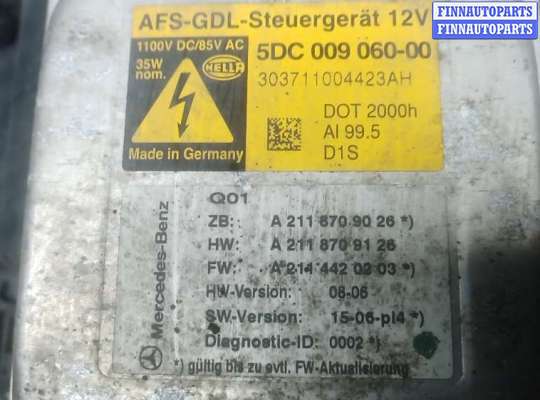 FINNAUTOPARTS
FINNAUTOPARTS
AFS-GDL-Steuergerät 12V
1100V DC/85V AC
35W
nom.
HELLA
5DC 009 060-00
303711004423AH
DOT 2000h
Al 99.5
D1S
Made in Germany
Mercedes-Benz
Q01
ZB: A 211 870 90 26 *)
HW: A 211 870 91 26
FW: A 214 442 02 03 *)
HW-Version: 08-06
SW-Version: 15-06-pl4 *)
Diagnostic-ID: 0002 *)
*) gültig bis zu evtl. FW-Aktualisierung